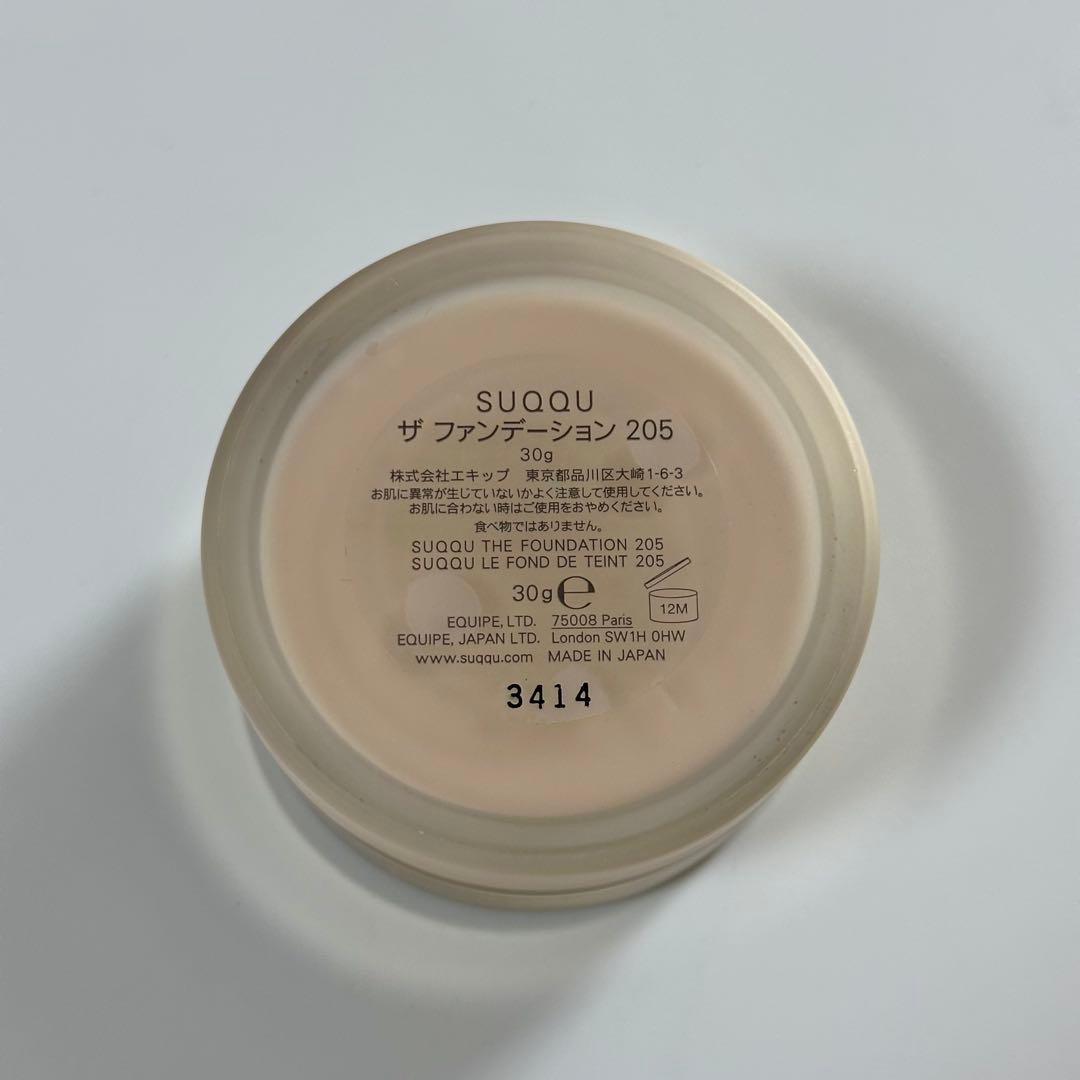 SUQQU
ザ ファンデーション 205
30g
株式会社エキップ 東京都品川区大崎1-6-3
お肌に異常が生じていないかよく注意して使用してください。
お肌に合わない時はご使用をおやめください。
食べ物ではありません。
SUQQU THE FOUNDATION 205
SUQQU LE FOND DE TEINT 205
30g℮
12M
EQUIPE, LTD. 75008 Paris
EQUIPE, JAPAN LTD. London SW1H 0HW
www.suqqu.com MADE IN JAPAN
3414